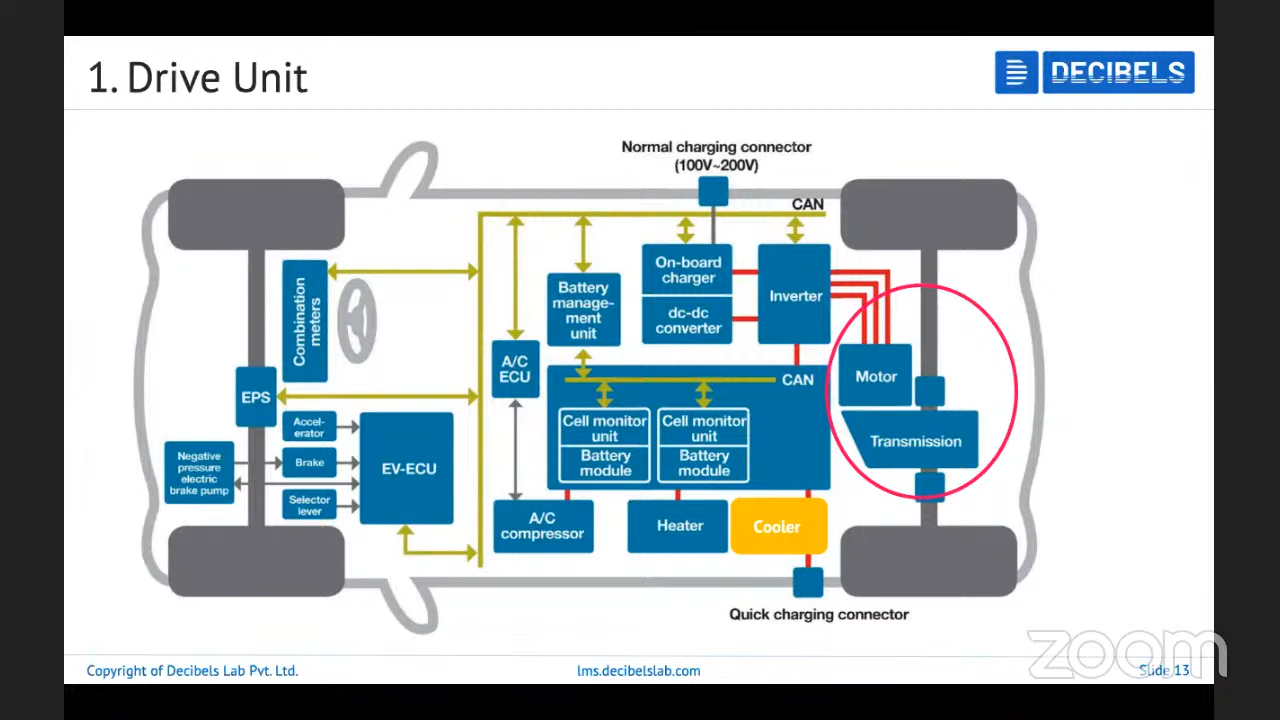 1. Drive Unit
DECIBELS
Normal charging connector
(100V~200V)
CAN
On-board
charger
dc-dc
converter
Inverter
Battery
manage-
ment
unit
Combination
meters
A/C
ECU
CAN
Motor
EPS
Cell monitor
unit
Battery
module
Cell monitor
unit
Battery
module
Transmission
Accel-
erator
Brake
Selector
lever
EV-ECU
Negative
pressure
electric
brake pump
A/C
compressor
Heater
Cooler
Quick charging connector
Copyright of Decibels Lab Pvt. Ltd.
lms.decibelslab.com
Slide 13
zoom